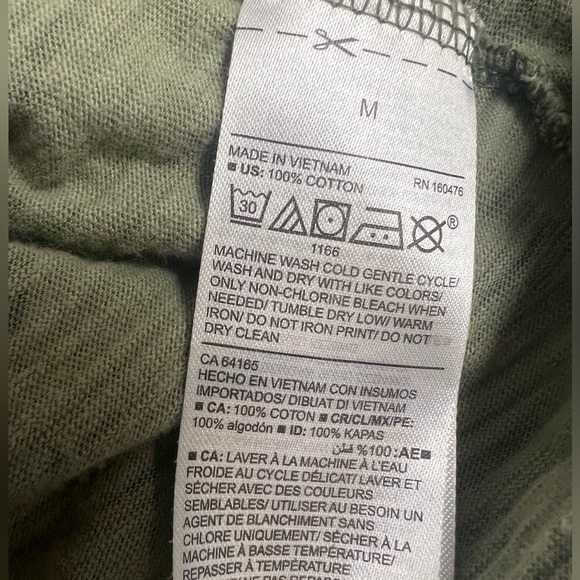 M
MADE IN VIETNAM RN 160476
■ US: 100% COTTON
30
®
1166
MACHINE WASH COLD GENTLE CYCLE/
WASH AND DRY WITH LIKE COLORS/
ONLY NON-CHLORINE BLEACH WHEN
NEEDED/ TUMBLE DRY LOW/ WARM
IRON/ DO NOT IRON PRINT/ DO NOT
DRY CLEAN
CA 64165
HECHO EN VIETNAM CON INSUMOS
IMPORTADOS/ DIBUAT DI VIETNAM
■ CA: 100% COTON ■ CR/CL/MX/PE:
100% algodón ■ ID: 100% KAPAS
■AE: 100% قطن
■ CA: LAVER À LA MACHINE À L'EAU
FROIDE AU CYCLE DÉLICAT/ LAVER ET
SÉCHER AVEC DES COULEURS
SEMBLABLES/ UTILISER AU BESOIN UN
AGENT DE BLANCHIMENT SANS
CHLORE UNIQUEMENT/ SÉCHER À LA
MACHINE À BASSE TEMPÉRATURE/
REPASSER À TEMPÉRATURE